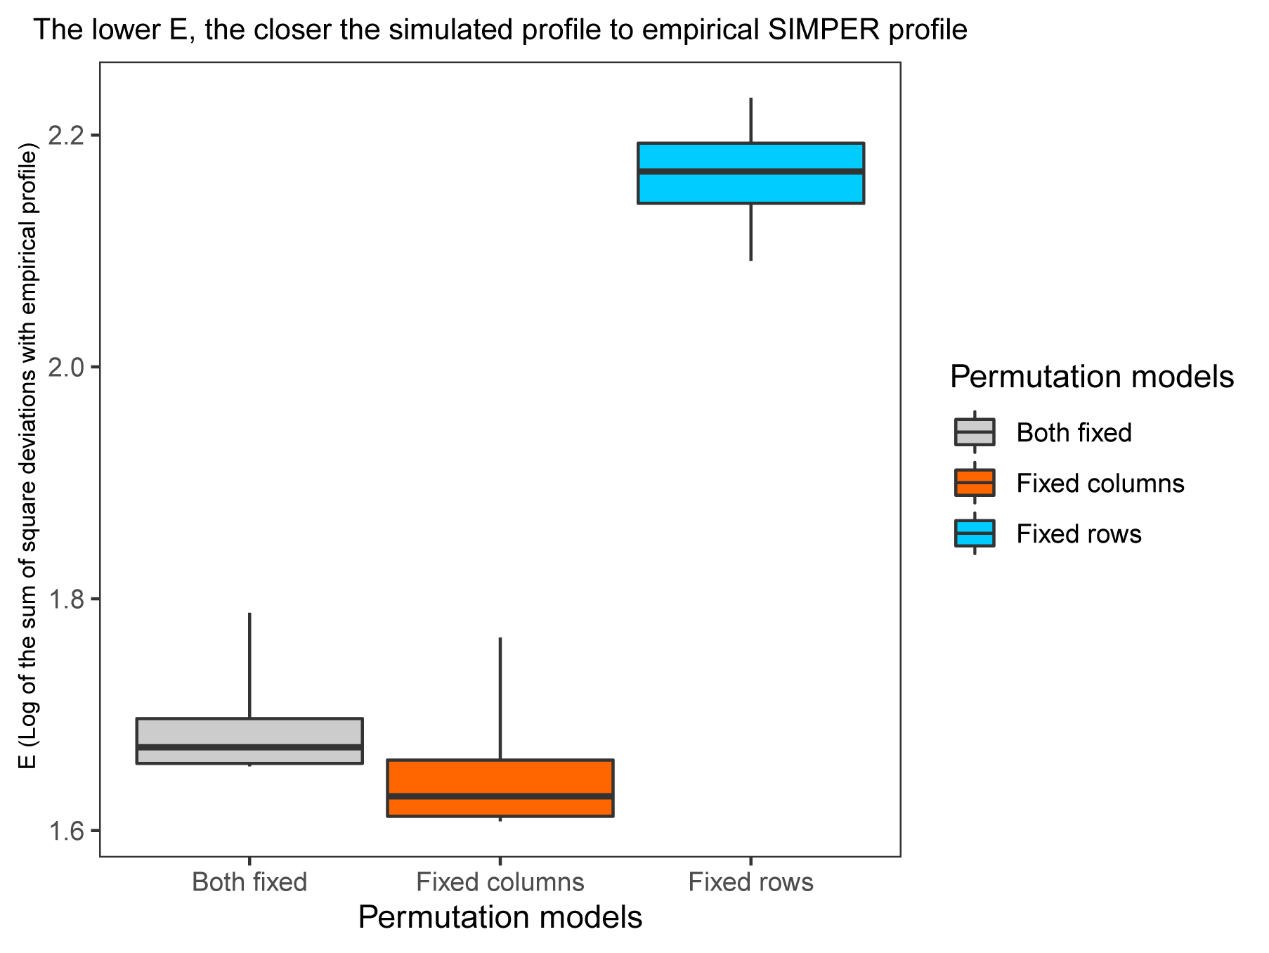 The lower E, the closer the simulated profile to empirical SIMPER profile
E (Log of the sum of square deviations with empirical profile)
2.2
2.0
1.8
1.6
Both fixed
Fixed columns
Fixed rows
Permutation models
Permutation models
Both fixed
Fixed columns
Fixed rows